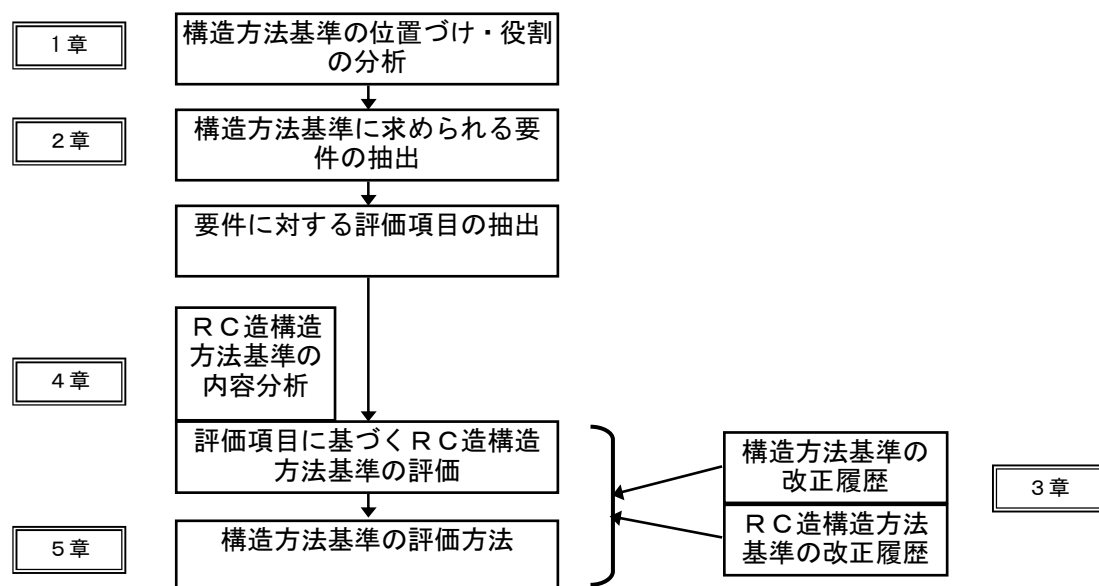 1章
構造方法基準の位置づけ・役割
の分析
2章
構造方法基準に求められる要
件の抽出
要件に対する評価項目の抽出
4章
ＲＣ造構造
方法基準の
内容分析
評価項目に基づくＲＣ造構造
方法基準の評価
構造方法基準の
改正履歴
3章
ＲＣ造構造方法
基準の改正履歴
5章
構造方法基準の評価方法